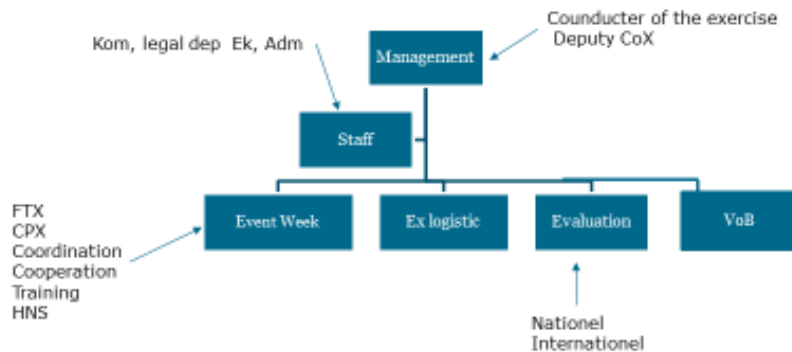 Counducter of the exercise
Deputy CoX
Kom, legal dep Ek, Adm
Management
Staff
Event Week
Ex logistic
Evaluation
VoB
FTX
CPX
Coordination
Cooperation
Training
HNS
Nationel
Internationel